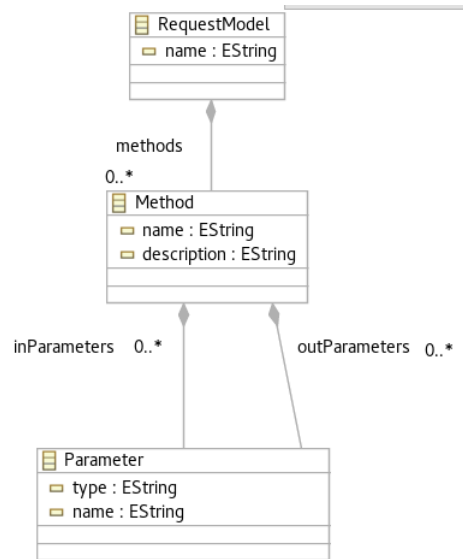 RequestModel
name : EString
methods
0..*
Method
name : EString
description : EString
inParameters 0..* outParameters 0..*
Parameter
type : EString
name : EString